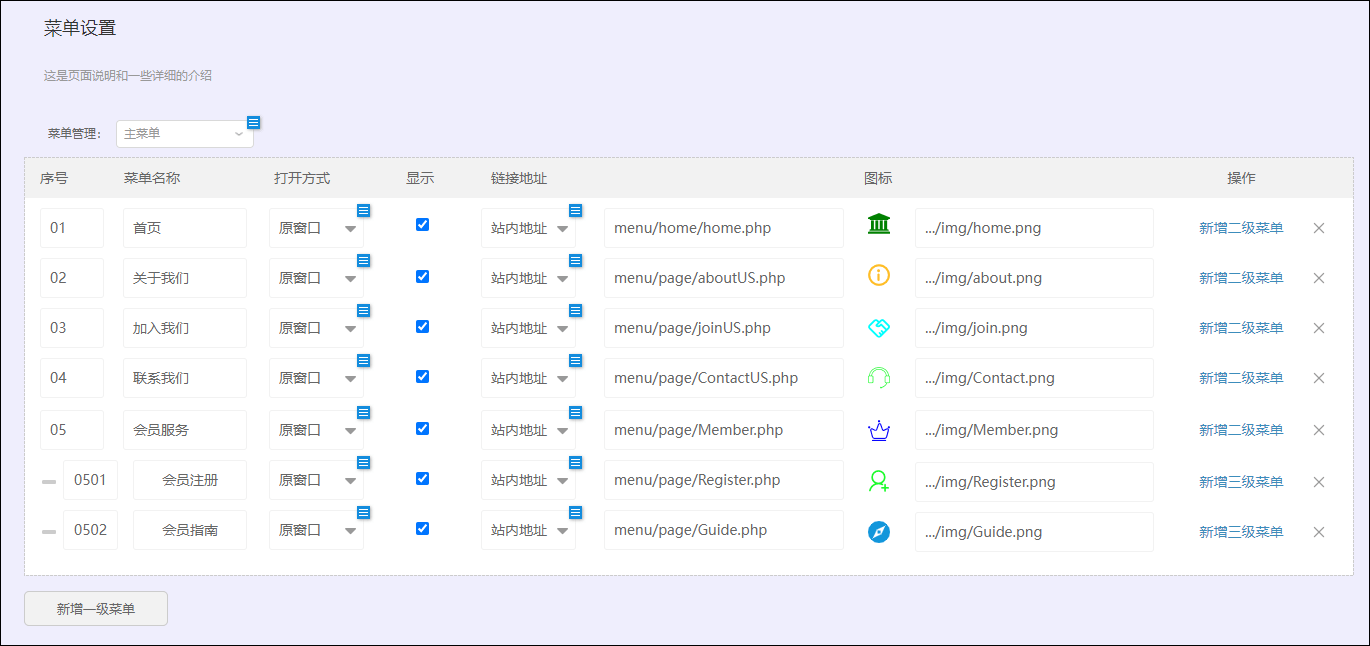 菜单设置
这是页面说明和一些详细的介绍
菜单管理： 主菜单
序号 菜单名称 打开方式 显示 链接地址 图标 操作
01 首页 原窗口 站内地址 menu/home/home.php .../img/home.png 新增二级菜单
02 关于我们 原窗口 站内地址 menu/page/aboutUS.php .../img/about.png 新增二级菜单
03 加入我们 原窗口 站内地址 menu/page/joinUS.php .../img/join.png 新增二级菜单
04 联系我们 原窗口 站内地址 menu/page/ContactUS.php .../img/Contact.png 新增二级菜单
05 会员服务 原窗口 站内地址 menu/page/Member.php .../img/Member.png 新增二级菜单
0501 会员注册 原窗口 站内地址 menu/page/Register.php .../img/Register.png 新增三级菜单
0502 会员指南 原窗口 站内地址 menu/page/Guide.php .../img/Guide.png 新增三级菜单
新增一级菜单